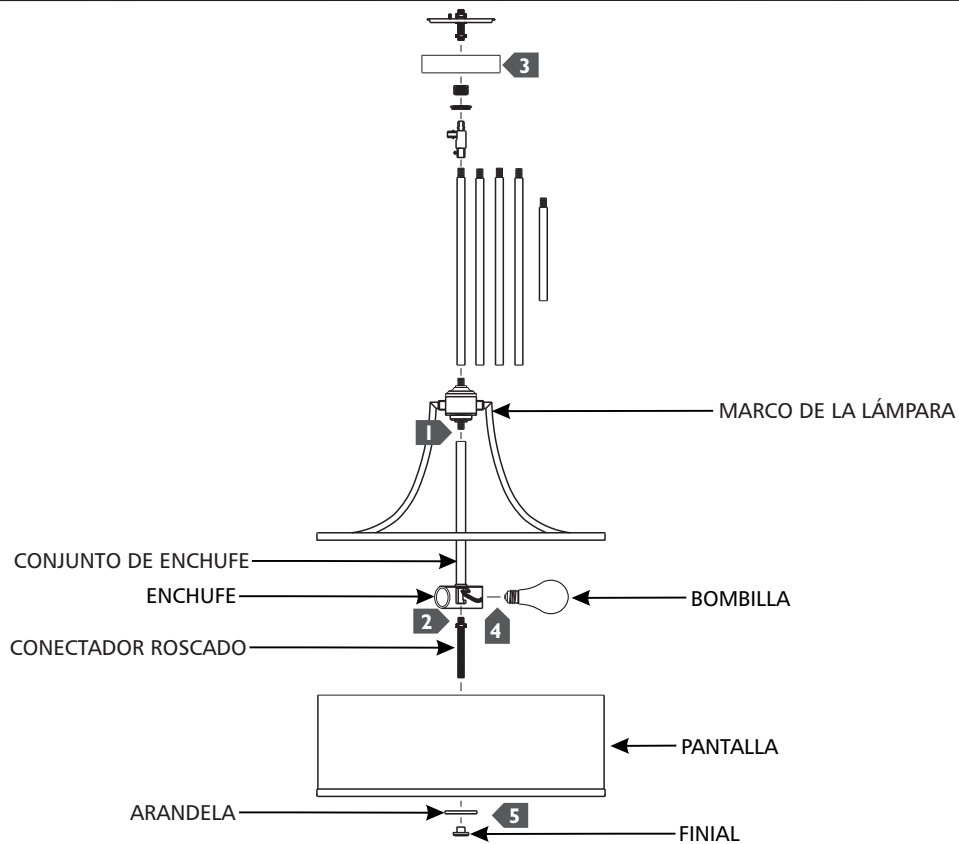 3
MARCO DE LA LÁMPARA
1
CONJUNTO DE ENCHUFE
ENCHUFE
BOMBILLA
2
4
CONECTADOR ROSCADO
PANTALLA
ARANDELA
5
FINIAL